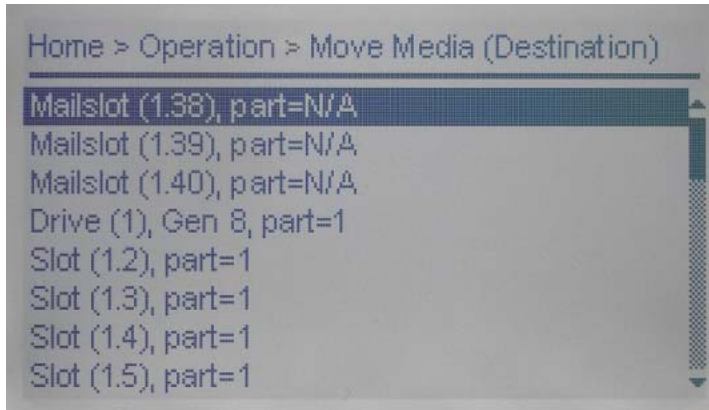 Home > Operation > Move Media (Destination)
Mailslot (1.38), part=N/A
Mailslot (1.39), part=N/A
Mailslot (1.40), part=N/A
Drive (1), Gen 8, part=1
Slot (1.2), part=1
Slot (1.3), part=1
Slot (1.4), part=1
Slot (1.5), part=1